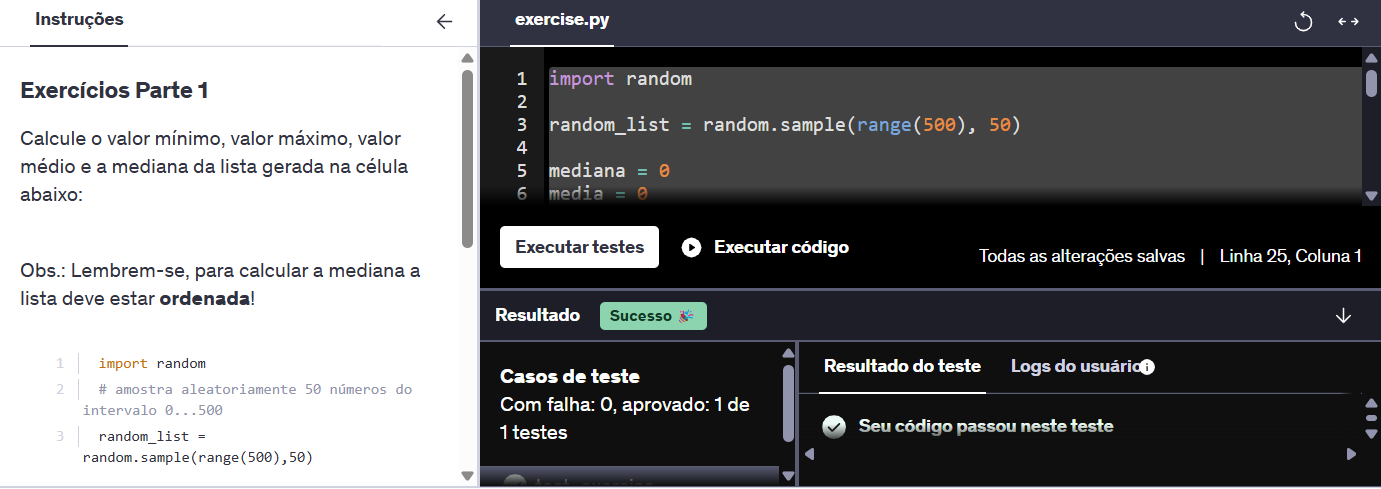 Instruções
Exercícios Parte 1
Calcule o valor mínimo, valor máximo, valor
médio e a mediana da lista gerada na célula
abaixo:
Obs.: Lembrem-se, para calcular a mediana a
lista deve estar ordenada!
1 import random
2 # amostra aleatoriamente 50 números do
intervalo 0...500
3 random_list =
random.sample(range(500),50)
exercise.py
1 import random
2
3 random_list = random.sample(range(500), 50)
4
5 mediana = 0
6 media = 0
Executar testes
Executar código
Todas as alterações salvas | Linha 25, Coluna 1
Resultado
Sucesso 🎉
Casos de teste
Com falha: 0, aprovado: 1 de
1 testes
Resultado do teste
Logs do usuário
Seu código passou neste teste